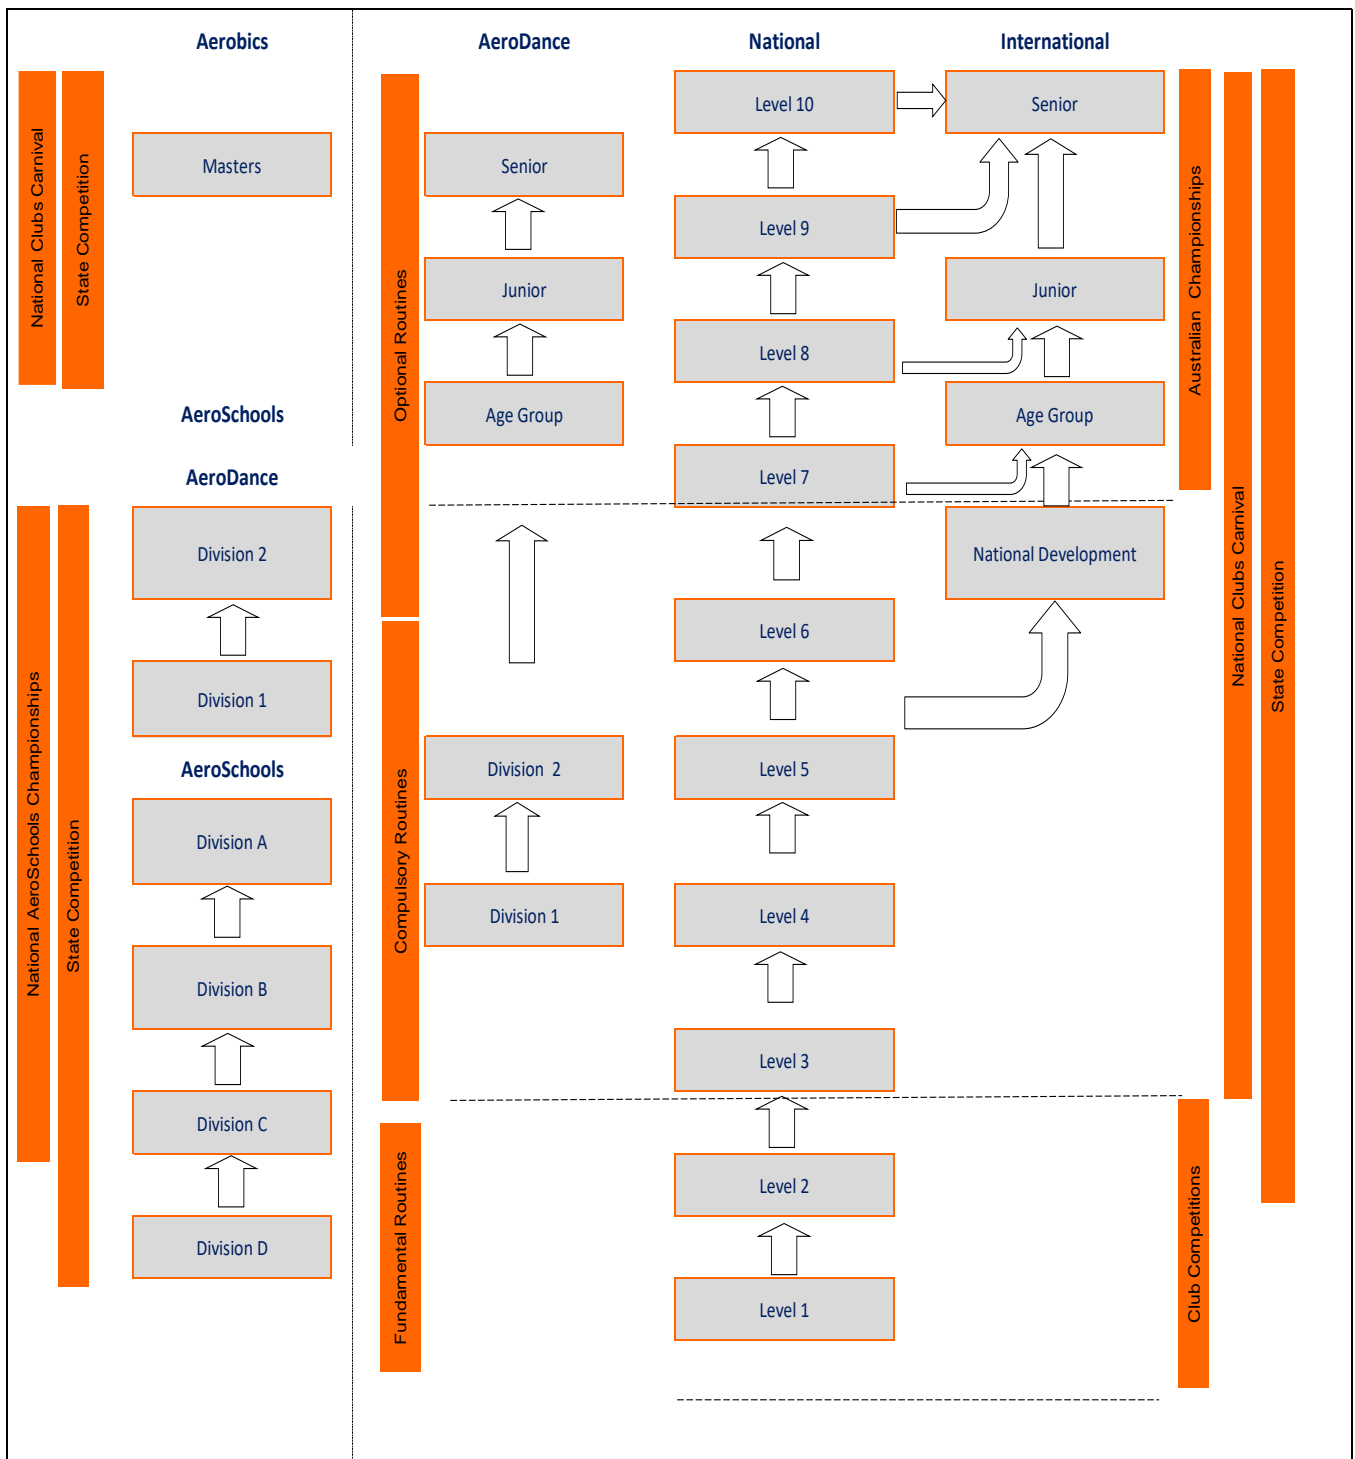 Aerobics
AeroDance
National
International
National Clubs Carnival
State Competition
Masters
AeroSchools
AeroDance
Division 2
Division 1
AeroSchools
Division A
Division B
Division C
Division D
National AeroSchools Championships
State Competition
Optional Routines
Compulsory Routines
Fundamental Routines
Senior
Junior
Age Group
Division  2
Division 1
Level 10
Level 9
Level 8
Level 7
Level 6
Level 5
Level 4
Level 3
Level 2
Level 1
Senior
Junior
Age Group
National Development
Australian  Championships
National Clubs Carnival
State Competition
Club Competitions